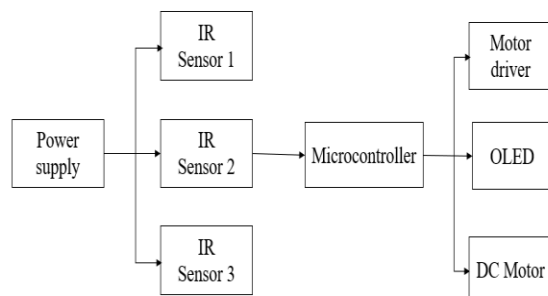 IR
Sensor 1
Motor
driver
Power
supply
IR
Sensor 2
Microcontroller
OLED
IR
Sensor 3
DC Motor